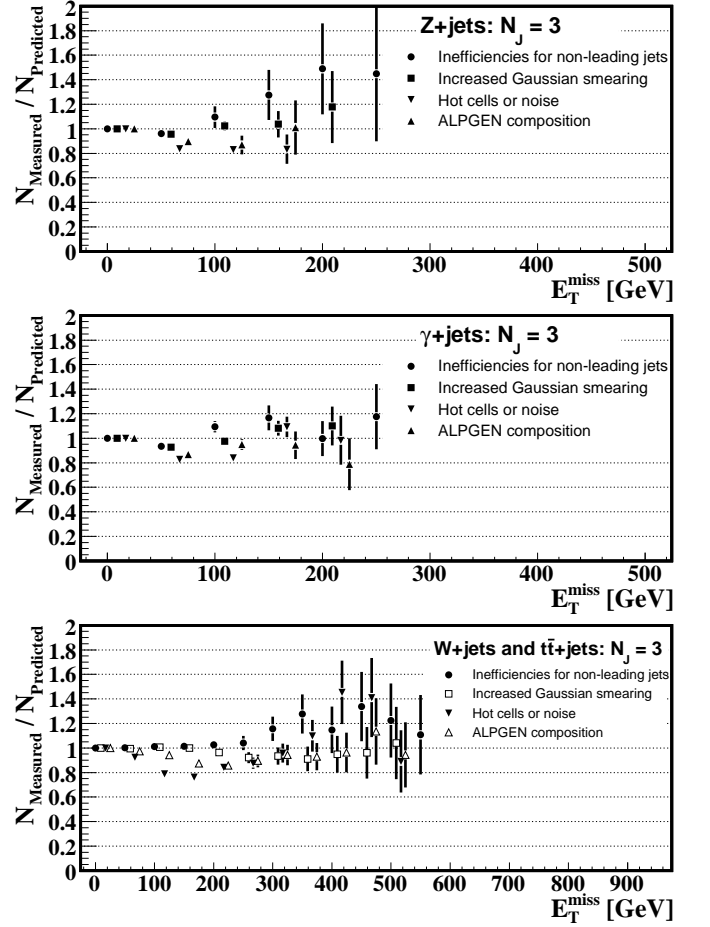 Z+jets: N_J = 3
Inefficiencies for non-leading jets
Increased Gaussian smearing
Hot cells or noise
ALPGEN composition
N_Measured / N_Predicted
2
1.8
1.6
1.4
1.2
1
0.8
0.6
0.4
0.2
0
0 100 200 300 400 500
E_T^miss [GeV]
γ+jets: N_J = 3
Inefficiencies for non-leading jets
Increased Gaussian smearing
Hot cells or noise
ALPGEN composition
N_Measured / N_Predicted
2
1.8
1.6
1.4
1.2
1
0.8
0.6
0.4
0.2
0
0 100 200 300 400 500
E_T^miss [GeV]
W+jets and tt̄+jets: N_J = 3
Inefficiencies for non-leading jets
Increased Gaussian smearing
Hot cells or noise
ALPGEN composition
N_Measured / N_Predicted
2
1.8
1.6
1.4
1.2
1
0.8
0.6
0.4
0.2
0
0 100 200 300 400 500 600 700 800 900
E_T^miss [GeV]